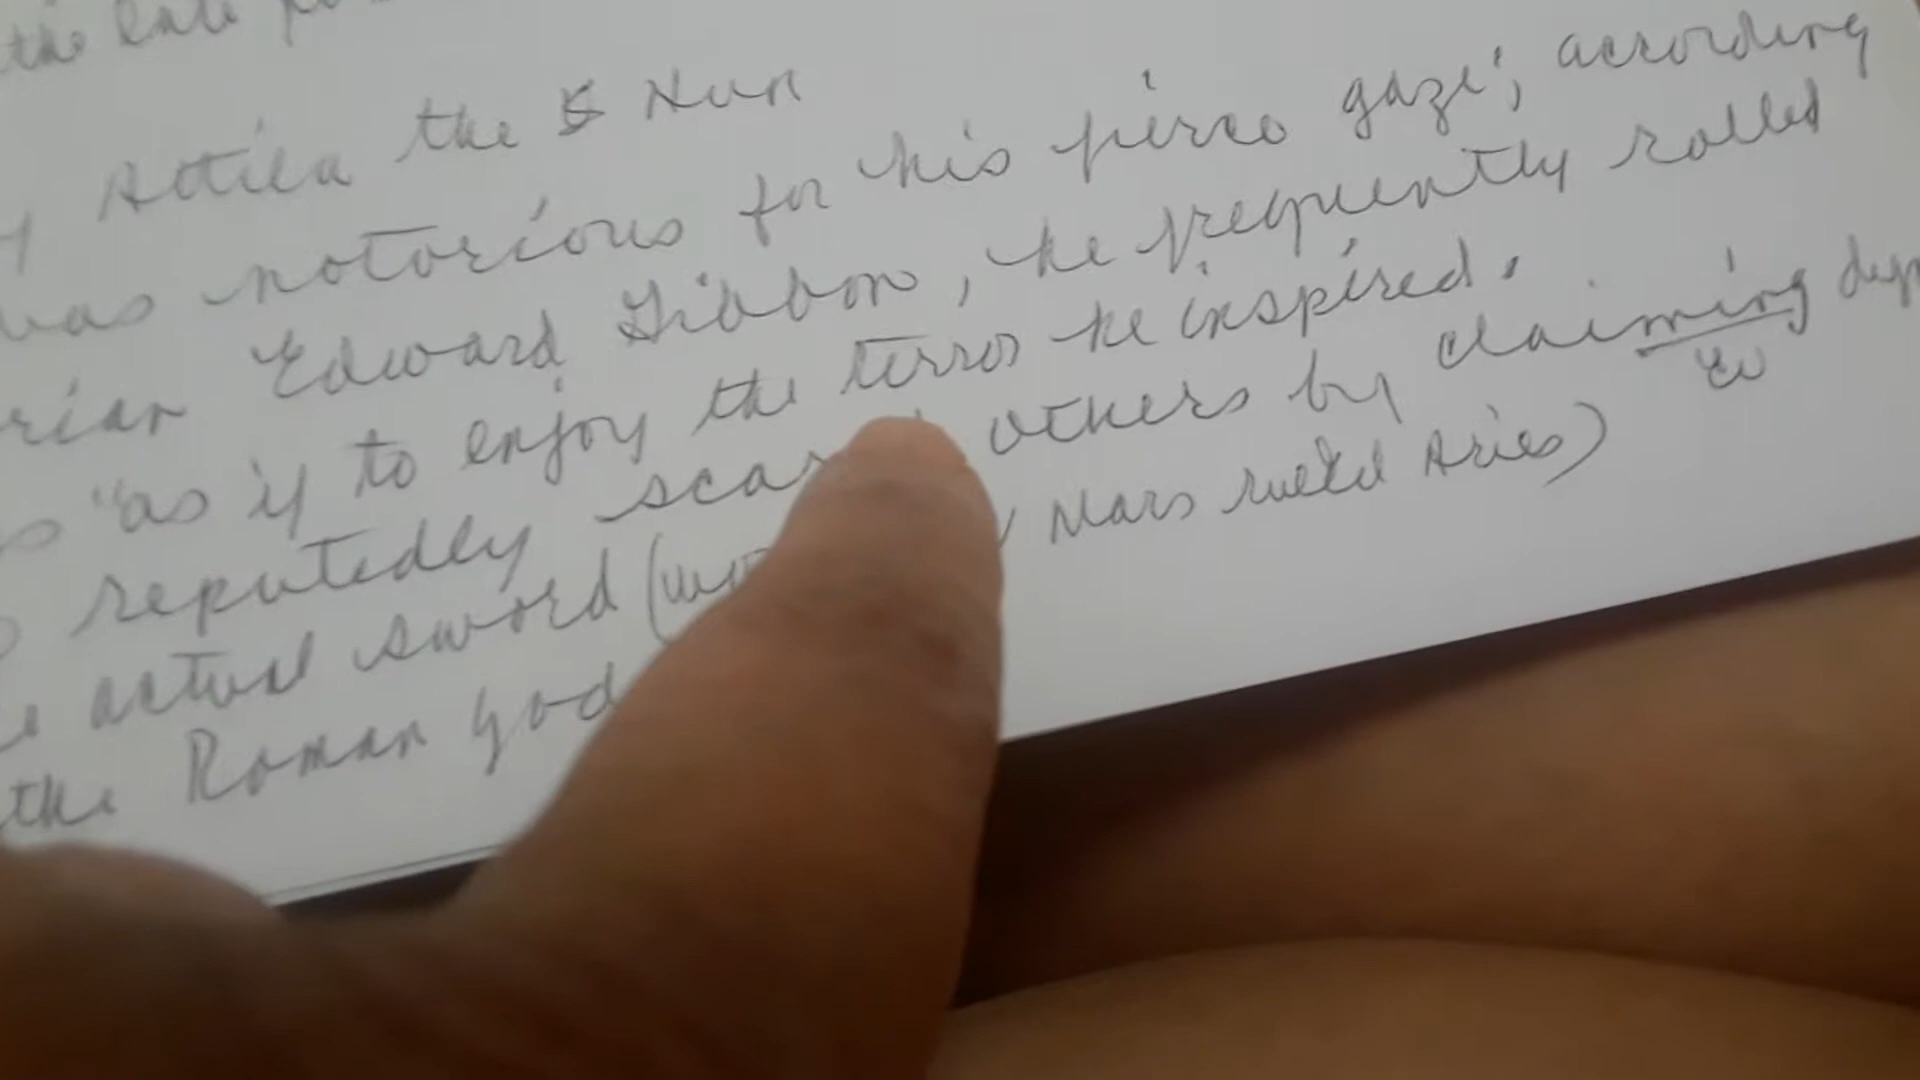 the late
Attila the Hun
was notorious for his fierce gaze; according
Edward Gibbon, he frequently rolled
"as if to enjoy the terror he inspired.
reputedly others by claiming
actual sword Mars ruled Aries)
the Roman god